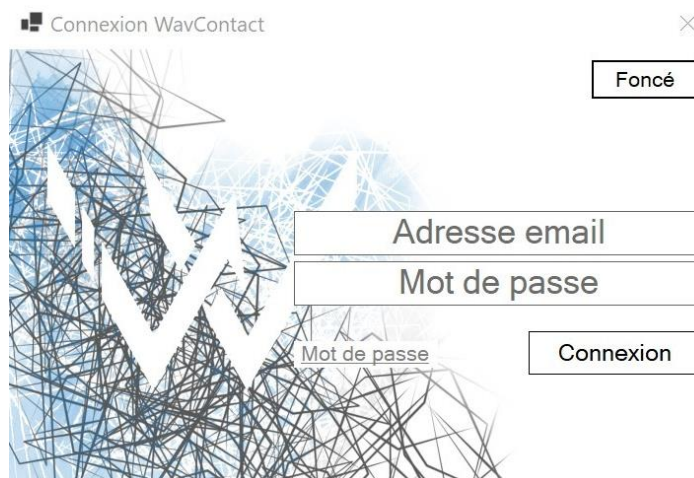 Connexion WavContact
Foncé
Adresse email
Mot de passe
Mot de passe
Connexion